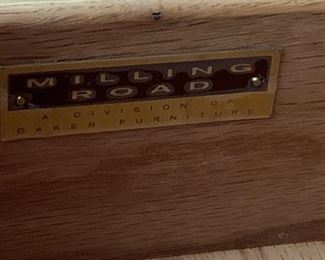 MILLING
ROAD
A DIVISION OF
BAKER FURNITURE